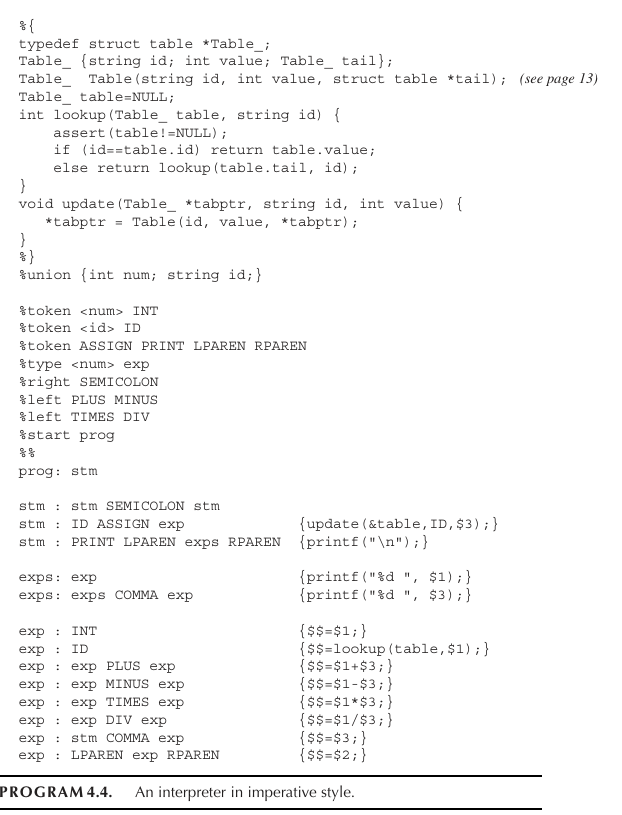 %{
typedef struct table *Table_;
Table_ {string id; int value; Table_ tail};
Table_  Table(string id, int value, struct table *tail); (see page 13)
Table_ table=NULL;
int lookup(Table_ table, string id) {
    assert(table!=NULL);
    if (id==table.id) return table.value;
    else return lookup(table.tail, id);
}
void update(Table_ *tabptr, string id, int value) {
   *tabptr = Table(id, value, *tabptr);
}
%}
%union {int num; string id;}

%token <num> INT
%token <id> ID
%token ASSIGN PRINT LPAREN RPAREN
%type <num> exp
%right SEMICOLON
%left PLUS MINUS
%left TIMES DIV
%start prog
%%
prog: stm

stm : stm SEMICOLON stm
stm : ID ASSIGN exp              {update(&table,ID,$3);}
stm : PRINT LPAREN exps RPAREN  {printf("\n");}

exps: exp                        {printf("%d ", $1);}
exps: exps COMMA exp             {printf("%d ", $3);}

exp : INT                        {$$=$1;}
exp : ID                         {$$=lookup(table,$1);}
exp : exp PLUS exp               {$$=$1+$3;}
exp : exp MINUS exp              {$$=$1-$3;}
exp : exp TIMES exp              {$$=$1*$3;}
exp : exp DIV exp                {$$=$1/$3;}
exp : stm COMMA exp              {$$=$3;}
exp : LPAREN exp RPAREN          {$$=$2;}
PROGRAM 4.4. An interpreter in imperative style.